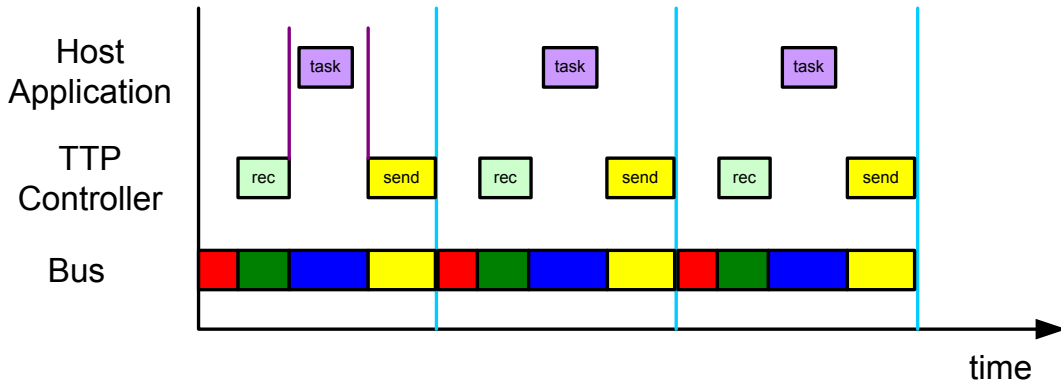 Host
Application
task
task
task
TTP
Controller
rec
send
rec
send
rec
send
Bus
time